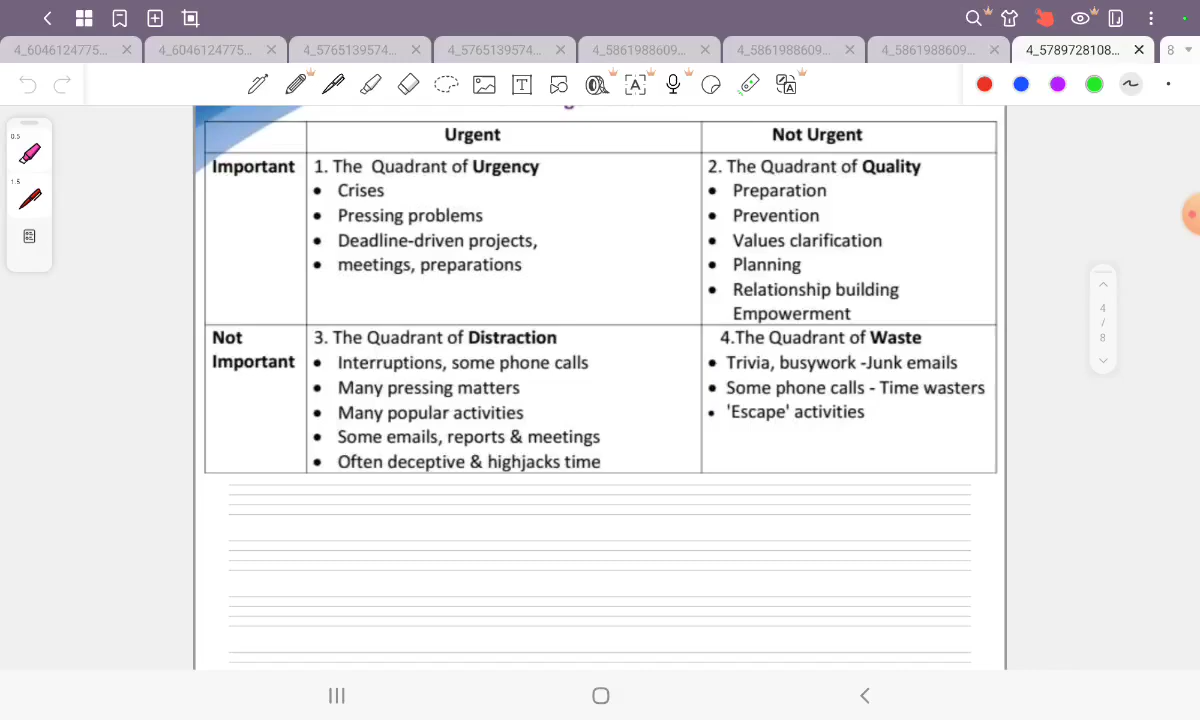 4_6046124775...
4_6046124775...
4_5765139574...
4_5765139574...
4_5861988609...
4_5861988609...
4_5861988609...
4_5789728108...
8
0.5
1.5
Urgent
Not Urgent
Important
1. The Quadrant of Urgency
• Crises
• Pressing problems
• Deadline-driven projects,
• meetings, preparations
2. The Quadrant of Quality
• Preparation
• Prevention
• Values clarification
• Planning
• Relationship building
Empowerment
Not
Important
3. The Quadrant of Distraction
• Interruptions, some phone calls
• Many pressing matters
• Many popular activities
• Some emails, reports & meetings
• Often deceptive & highjacks time
4.The Quadrant of Waste
• Trivia, busywork -Junk emails
• Some phone calls - Time wasters
• 'Escape' activities
4
/
8